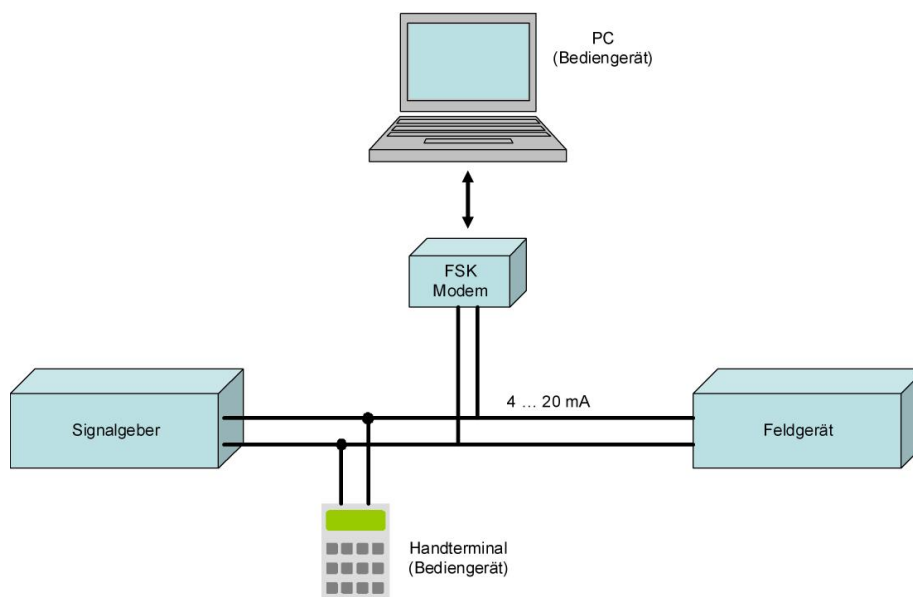 PC
(Bediengerät)
FSK
Modem
4 ... 20 mA
Signalgeber
Feldgerät
Handterminal
(Bediengerät)